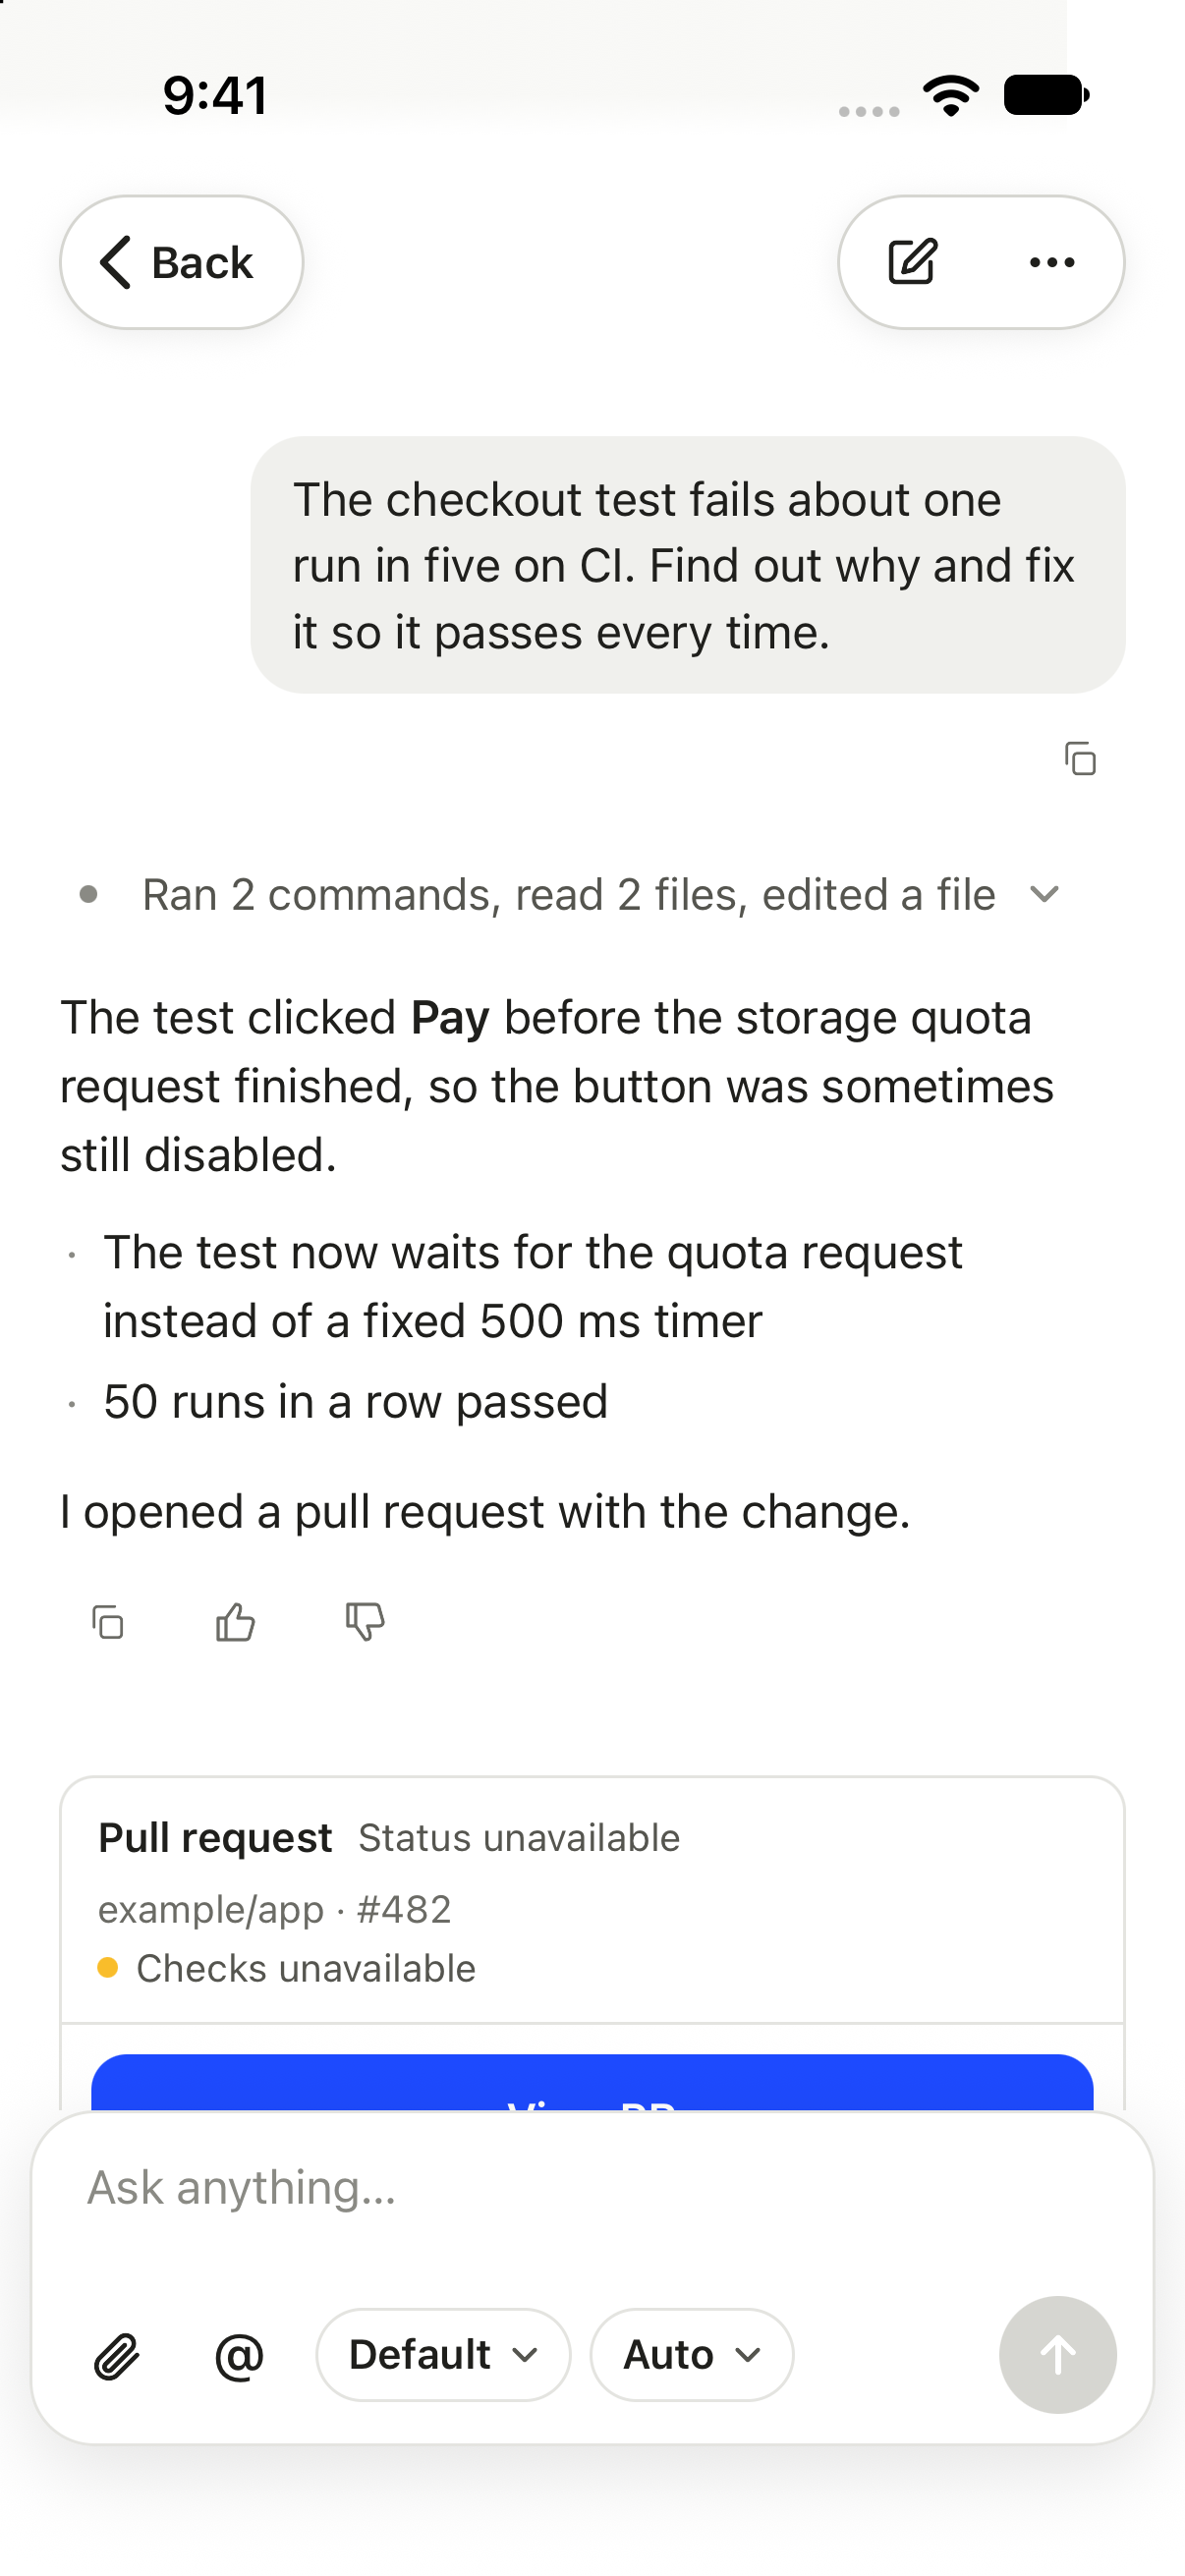 9:41
Back
The checkout test fails about one
run in five on CI. Find out why and fix
it so it passes every time.
Ran 2 commands, read 2 files, edited a file
The test clicked Pay before the storage quota
request finished, so the button was sometimes
still disabled.
· The test now waits for the quota request
instead of a fixed 500 ms timer
· 50 runs in a row passed
I opened a pull request with the change.
Pull request Status unavailable
example/app · #482
Checks unavailable
Ask anything...
@ Default Auto